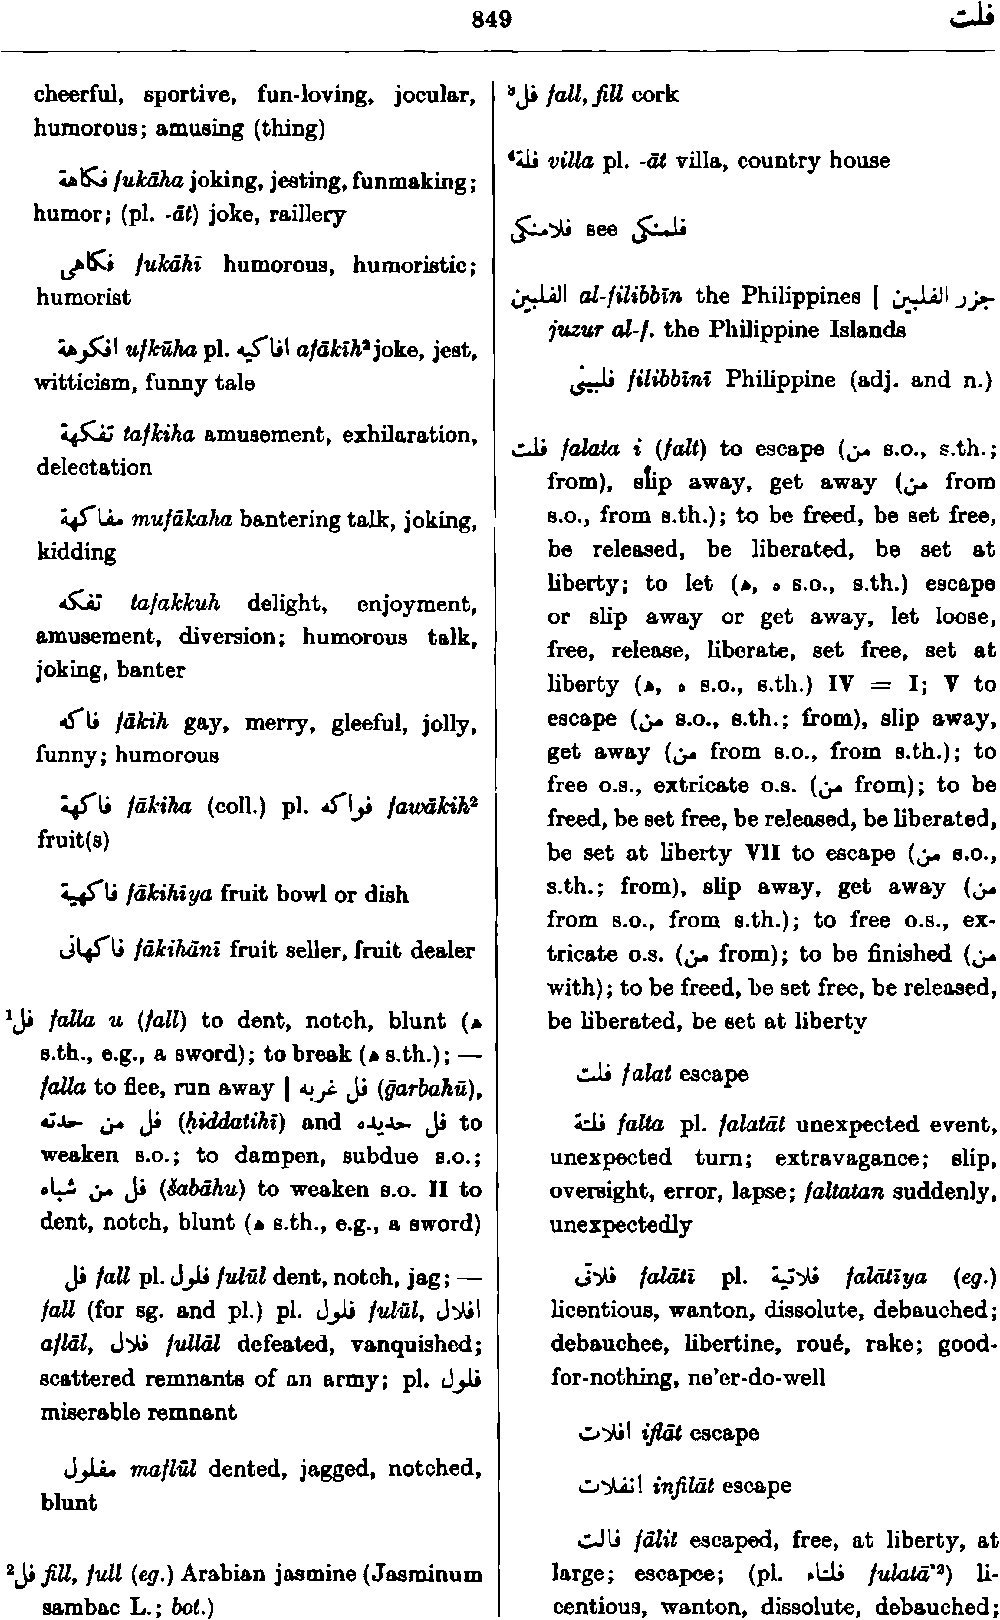 849
فلت
cheerful, sportive, fun-loving, jocular,
humorous; amusing (thing)
فكاهة fukāha joking, jesting, funmaking;
humor; (pl. -āt) joke, raillery
فكاهى fukāhī humorous, humoristic;
humorist
افكوهة ufkūha pl. افاكيه afākīh² joke, jest,
witticism, funny tale
تفكهة tafkiha amusement, exhilaration,
delectation
مفاكهة mufākaha bantering talk, joking,
kidding
تفكه tafakkuh delight, enjoyment,
amusement, diversion; humorous talk,
joking, banter
فاكه fākih gay, merry, gleeful, jolly,
funny; humorous
فاكهة fākiha (coll.) pl. فواكه fawākih²
fruit(s)
فاكهية fākihīya fruit bowl or dish
فاكهانى fākihānī fruit seller, fruit dealer
¹فل falla u (fall) to dent, notch, blunt (ه
s.th., e.g., a sword); to break (ه s.th.); —
falla to flee, run away | فل غربه (ḡarbahū),
فل من حدته (ḥiddatihī) and فل حديده to
weaken s.o.; to dampen, subdue s.o.;
فل من شباه (šabāhu) to weaken s.o. II to
dent, notch, blunt (ه s.th., e.g., a sword)
فل fall pl. فلول fulūl dent, notch, jag; —
fall (for sg. and pl.) pl. فلول fulūl, افلال
aflāl, فلال fullāl defeated, vanquished;
scattered remnants of an army; pl. فلول
miserable remnant
مفلول maflūl dented, jagged, notched,
blunt
²فل fill, full (eg.) Arabian jasmine (Jasminum
sambac L.; bot.)
³فل fall, fill cork
⁴فلة villa pl. -āt villa, country house
فلامنكى see فلمنكى
الفلبين al-filibbīn the Philippines | جزر الفلبين
juzur al-f. the Philippine Islands
فلبينى filibbīnī Philippine (adj. and n.)
فلت falata i (falt) to escape (من s.o., s.th.;
from), slip away, get away (من from
s.o., from s.th.); to be freed, be set free,
be released, be liberated, be set at
liberty; to let (ه, ه s.o., s.th.) escape
or slip away or get away, let loose,
free, release, liberate, set free, set at
liberty (ه, ه s.o., s.th.) IV = I; V to
escape (من s.o., s.th.; from), slip away,
get away (من from s.o., from s.th.); to
free o.s., extricate o.s. (من from); to be
freed, be set free, be released, be liberated,
be set at liberty VII to escape (من s.o.,
s.th.; from), slip away, get away (من
from s.o., from s.th.); to free o.s., ex-
tricate o.s. (من from); to be finished (من
with); to be freed, be set free, be released,
be liberated, be set at liberty
فلت falat escape
فلتة falta pl. falatāt unexpected event,
unexpected turn; extravagance; slip,
oversight, error, lapse; faltatan suddenly,
unexpectedly
فلاتى falātī pl. فلاتية falātīya (eg.)
licentious, wanton, dissolute, debauched;
debauchee, libertine, roué, rake; good-
for-nothing, ne'er-do-well
افلات iflāt escape
انفلات infilāt escape
فالت fālit escaped, free, at liberty, at
large; escapee; (pl. فلتاء fulatā'²) li-
centious, wanton, dissolute, debauched;